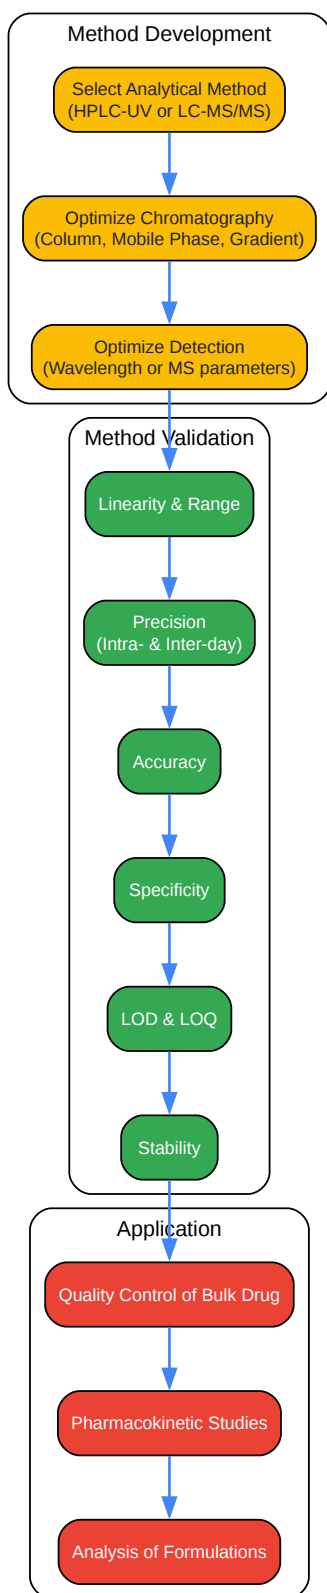 Method Development
Select Analytical Method
(HPLC-UV or LC-MS/MS)
Optimize Chromatography
(Column, Mobile Phase, Gradient)
Optimize Detection
(Wavelength or MS parameters)
Method Validation
Linearity & Range
Precision
(Intra- & Inter-day)
Accuracy
Specificity
LOD & LOQ
Stability
Application
Quality Control of Bulk Drug
Pharmacokinetic Studies
Analysis of Formulations